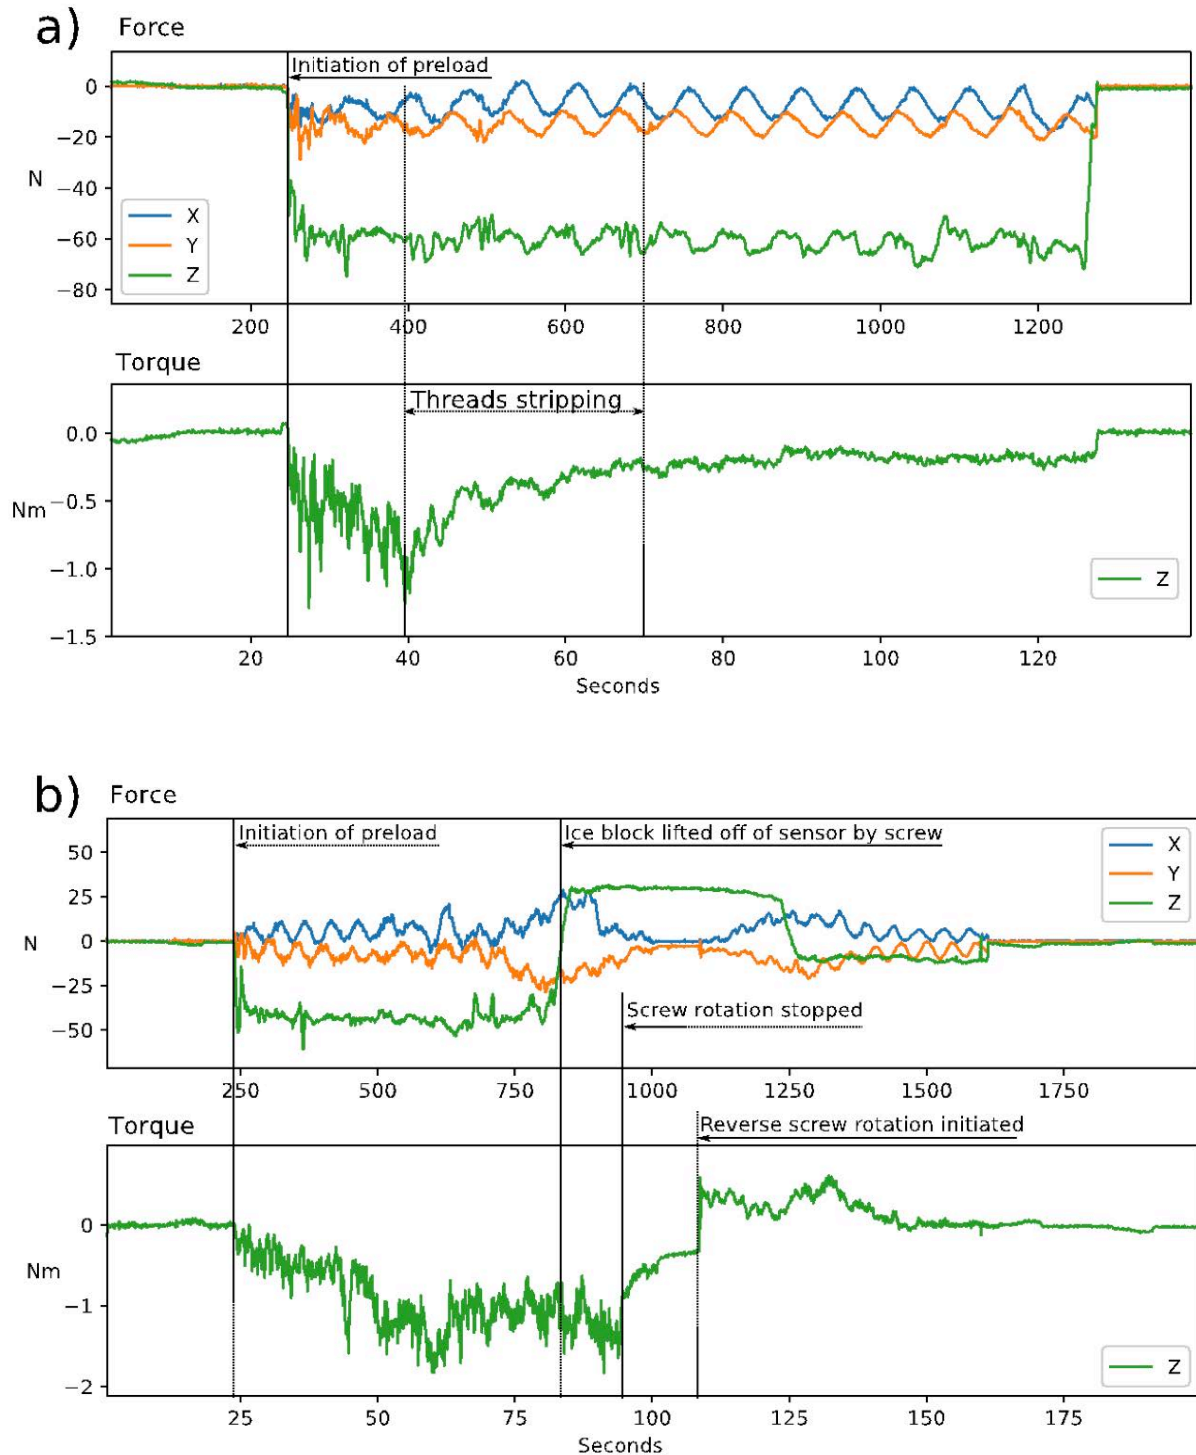 a)
Force
Initiation of preload
0
−20
−40
−60
−80
N
X
Y
Z
200 400 600 800 1000 1200
Torque
Threads stripping
0.0
−0.5
−1.0
−1.5
Nm
Z
20 40 60 80 100 120
Seconds
b)
Force
Initiation of preload
Ice block lifted off of sensor by screw
50
25
0
−25
−50
N
X
Y
Z
Screw rotation stopped
250 500 750 1000 1250 1500 1750
Torque
Reverse screw rotation initiated
0
−1
−2
Nm
Z
25 50 75 100 125 150 175
Seconds